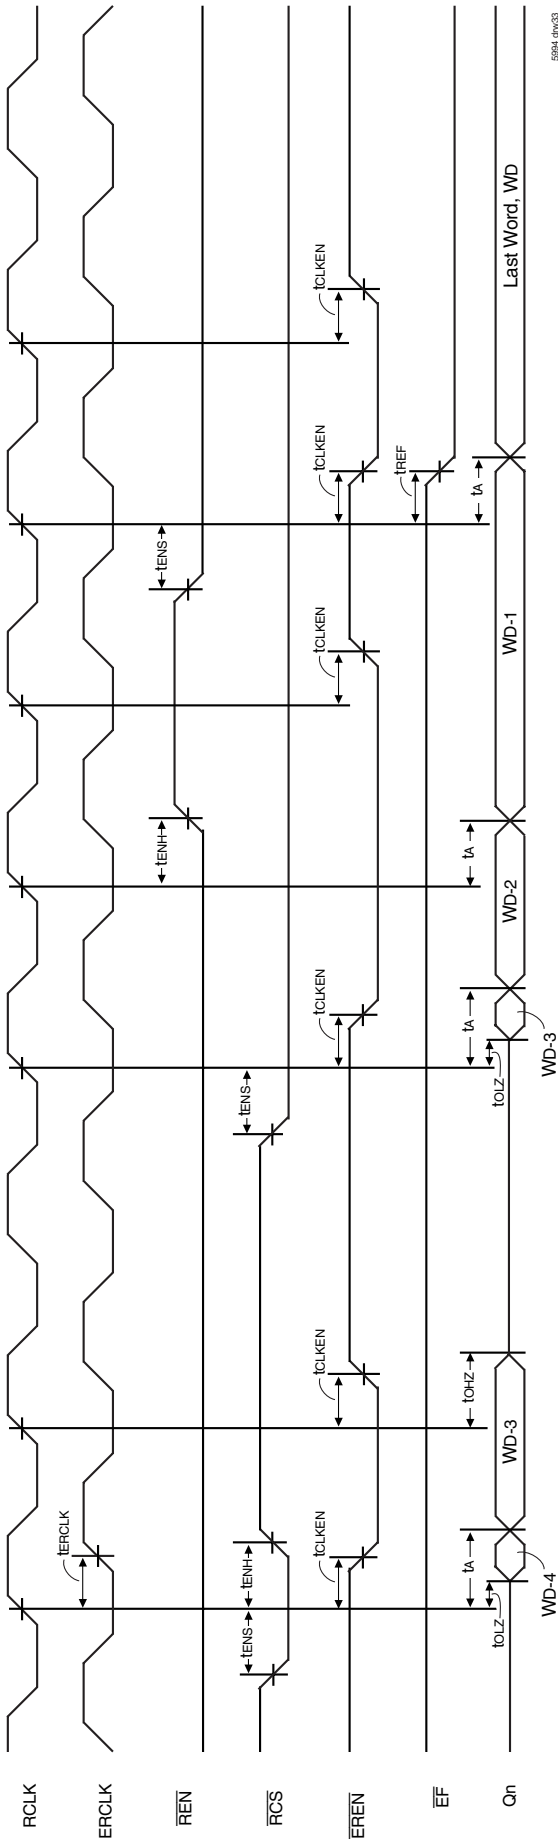 RCLK
tERCLK
ERCLK
tENH
tENS
REN
tENS
tENH
tENS
RCS
tCLKEN
tCLKEN
tCLKEN
tCLKEN
tCLKEN
tCLKEN
EREN
tREF
EF
tA
tOHZ
tA
tA
tA
Qn
WD-3
WD-2
WD-1
Last Word, WD
tOLZ
tOLZ
WD-4
WD-3
5994 drw33